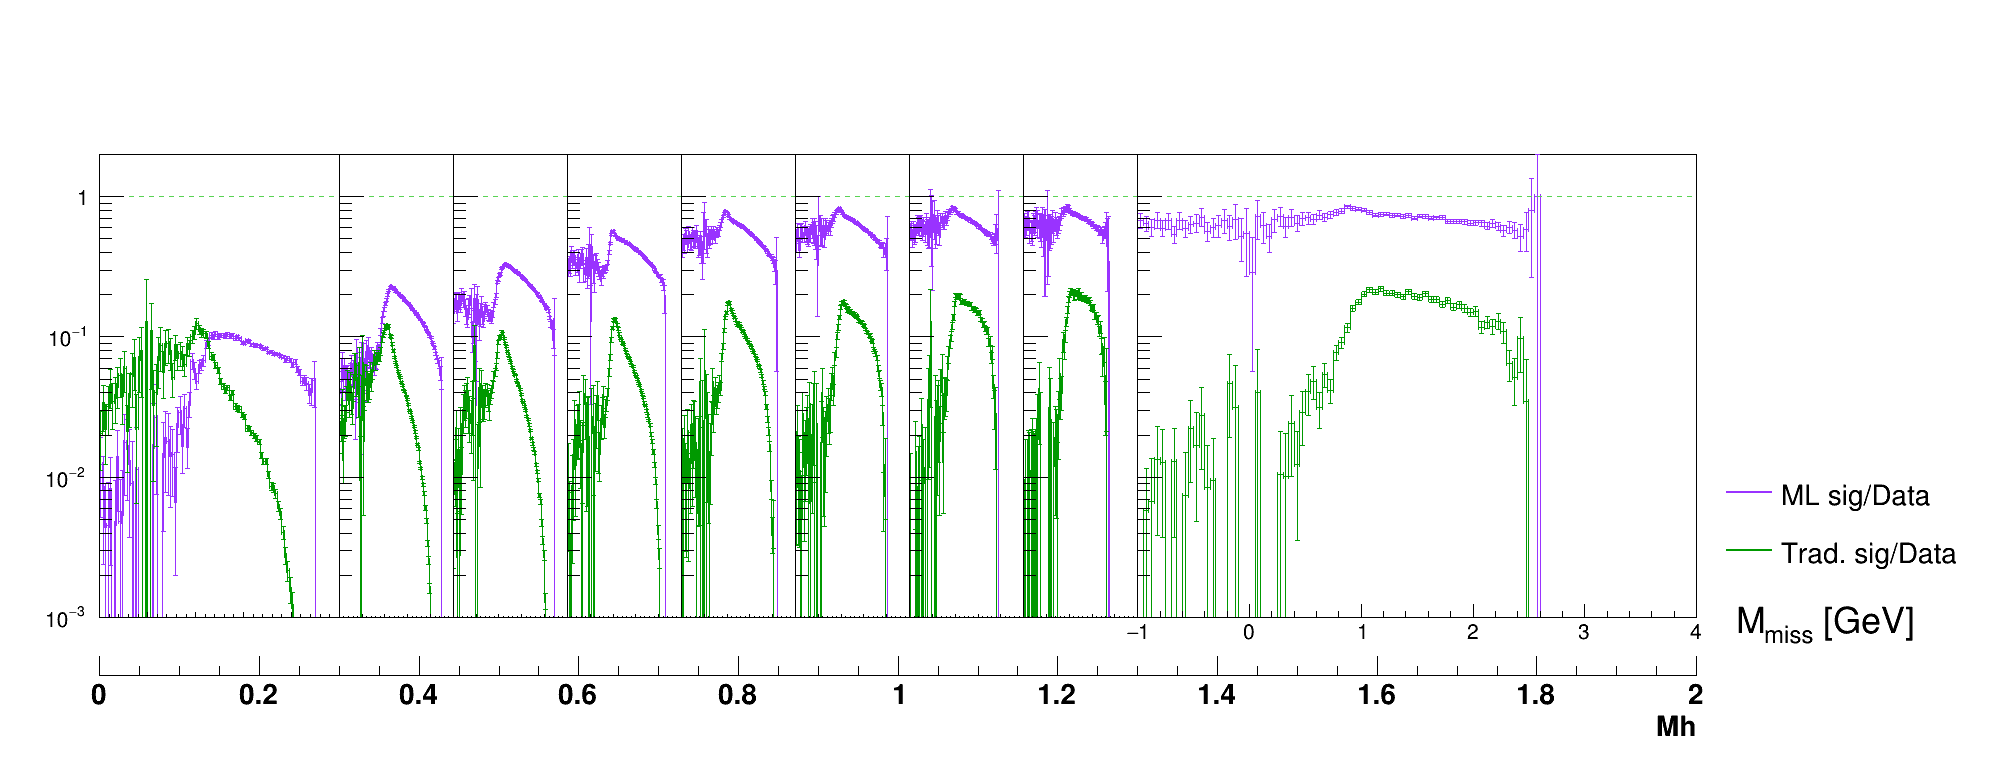 1
10⁻¹
10⁻²
10⁻³
ML sig/Data
Trad. sig/Data
−1 0 1 2 3 4
M_miss [GeV]
0 0.2 0.4 0.6 0.8 1 1.2 1.4 1.6 1.8 2
Mh